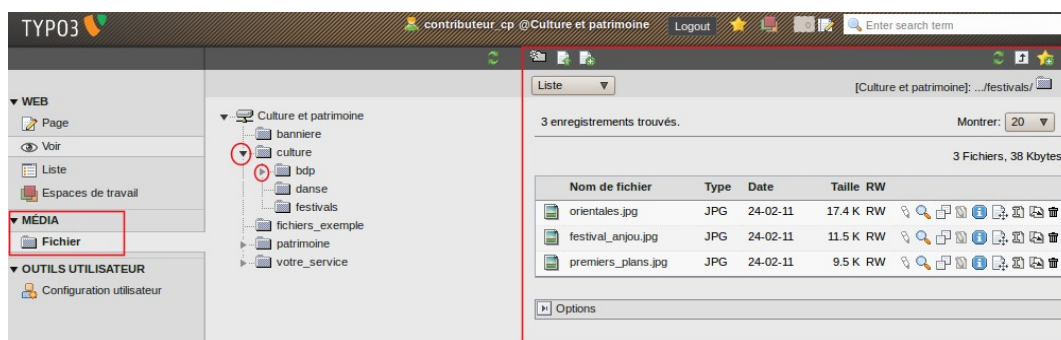 TYPO3
contributeur_cp @Culture et patrimoine
Logout
Enter search term
WEB
Page
Voir
Liste
Espaces de travail
MÉDIA
Fichier
OUTILS UTILISATEUR
Configuration utilisateur
Culture et patrimoine
banniere
culture
bdp
danse
festivals
fichiers_exemple
patrimoine
votre_service
Liste
[Culture et patrimoine]: .../festivals/
3 enregistrements trouvés.
Montrer: 20
3 Fichiers, 38 Kbytes
Nom de fichier Type Date Taille RW
orientales.jpg JPG 24-02-11 17.4 K RW
festival_anjou.jpg JPG 24-02-11 11.5 K RW
premiers_plans.jpg JPG 24-02-11 9.5 K RW
Options